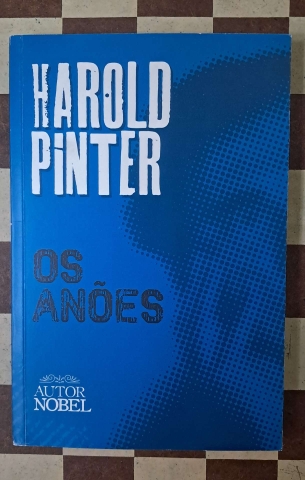 HAROLD
PiNTER
OS
ANÕES
AUTOR
NOBEL